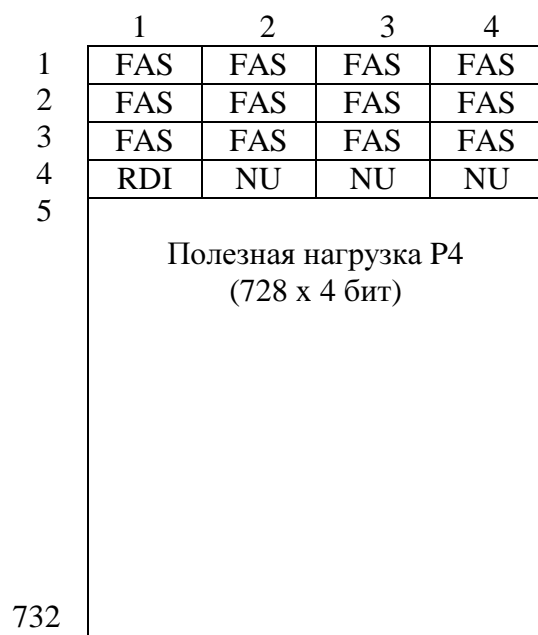 1 2 3 4
1 FAS FAS FAS FAS
2 FAS FAS FAS FAS
3 FAS FAS FAS FAS
4 RDI NU NU NU
5
Полезная нагрузка P4
(728 x 4 бит)
732